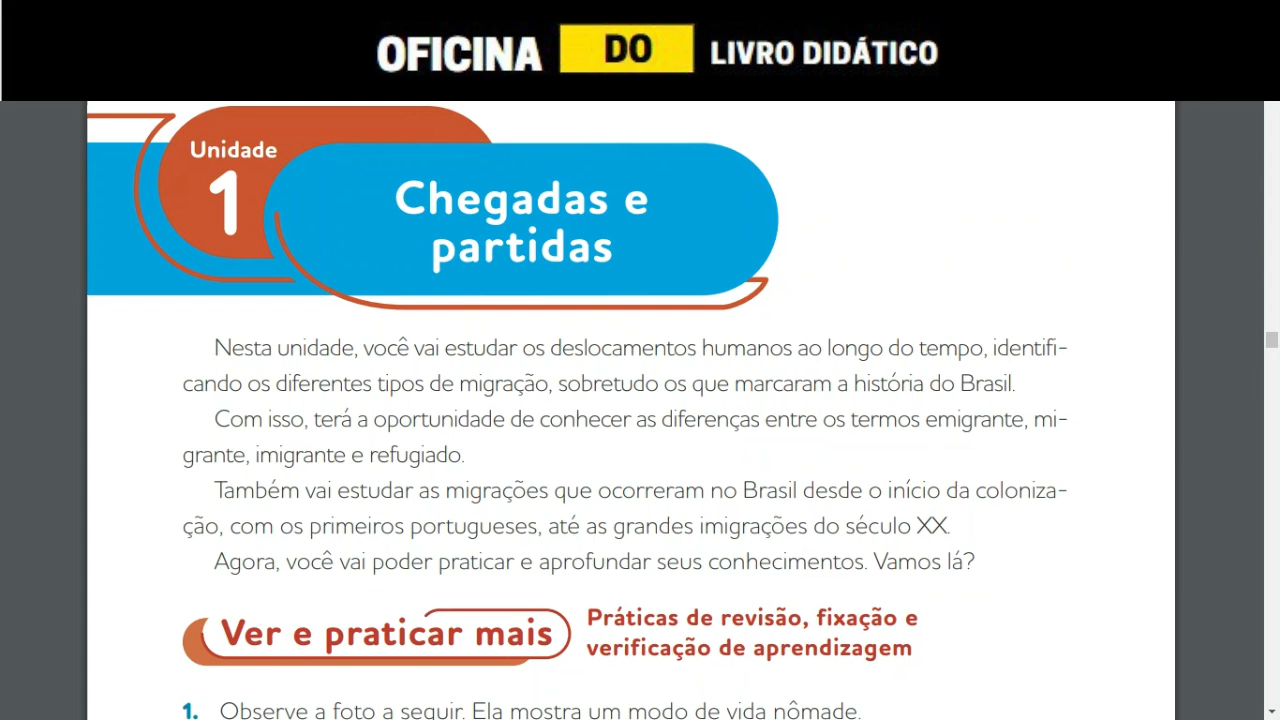 OFICINA DO LIVRO DIDÁTICO
Unidade
1
Chegadas e
partidas
Nesta unidade, você vai estudar os deslocamentos humanos ao longo do tempo, identifi-
cando os diferentes tipos de migração, sobretudo os que marcaram a história do Brasil.
Com isso, terá a oportunidade de conhecer as diferenças entre os termos emigrante, mi-
grante, imigrante e refugiado.
Também vai estudar as migrações que ocorreram no Brasil desde o início da coloniza-
ção, com os primeiros portugueses, até as grandes imigrações do século XX.
Agora, você vai poder praticar e aprofundar seus conhecimentos. Vamos lá?
Ver e praticar mais
Práticas de revisão, fixação e
verificação de aprendizagem
1. Observe a foto a seguir. Ela mostra um modo de vida nômade.